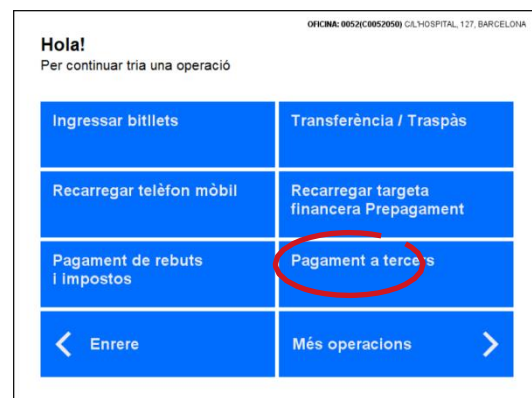 OFICINA: 0052(C0052050) C/L'HOSPITAL, 127, BARCELONA
Hola!
Per continuar tria una operació
Ingressar bitllets
Transferència / Traspàs
Recarregar telèfon mòbil
Recarregar targeta
financera Prepagament
Pagament de rebuts
i impostos
Pagament a tercers
Enrere
Més operacions